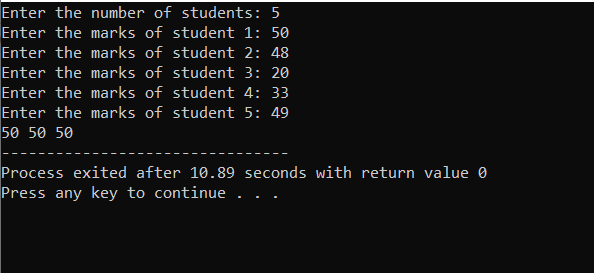 Enter the number of students: 5
Enter the marks of student 1: 50
Enter the marks of student 2: 48
Enter the marks of student 3: 20
Enter the marks of student 4: 33
Enter the marks of student 5: 49
50 50 50
--------------------------------
Process exited after 10.89 seconds with return value 0
Press any key to continue . . .